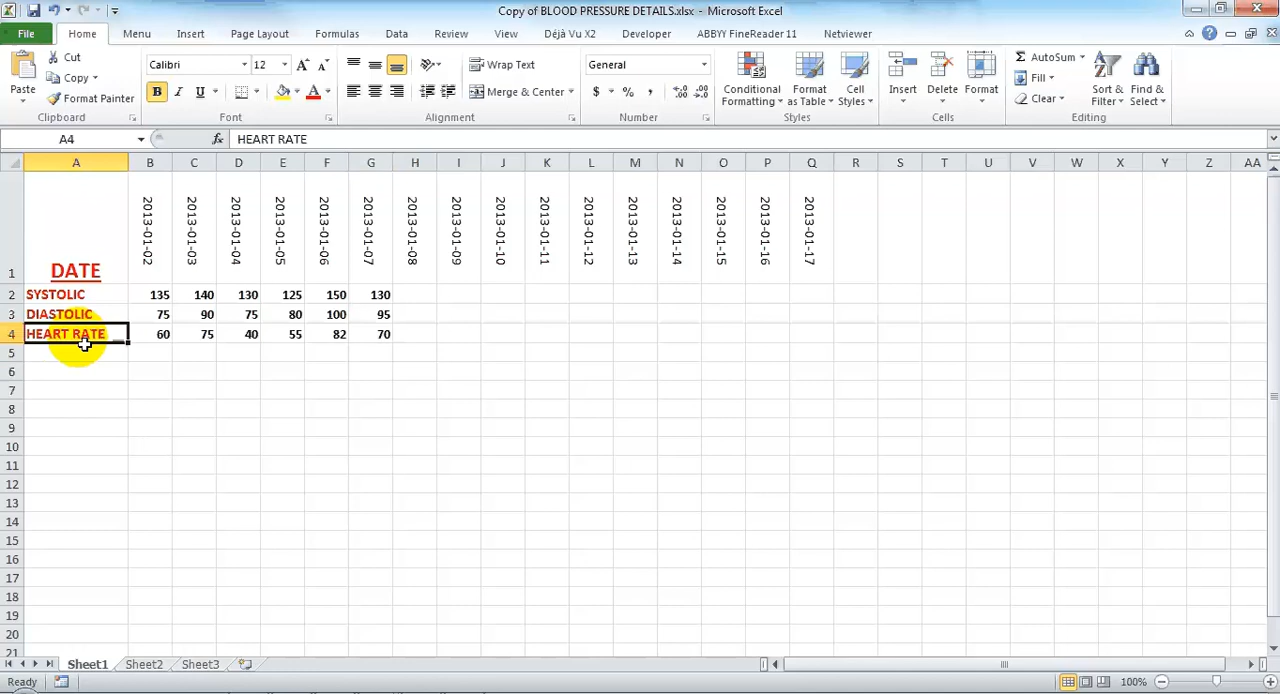 Copy of BLOOD PRESSURE DETAILS.xlsx - Microsoft Excel
File Home Menu Insert Page Layout Formulas Data Review View Déjà Vu X2 Developer ABBYY FineReader 11 Netviewer
Paste
Cut
Copy
Format Painter
Clipboard
Calibri 12 A A
B I U A
Font
Wrap Text
Merge & Center
Alignment
General
$ % , .00 .00
Number
Conditional Formatting
Format as Table
Cell Styles
Styles
Insert Delete Format
Cells
Σ AutoSum
Fill
Clear
Sort & Filter
Find & Select
Editing
A4 fx HEART RATE
A B C D E F G H I J K L M N O P Q R S T U V W X Y Z AA
1 DATE 2013-01-02 2013-01-03 2013-01-04 2013-01-05 2013-01-06 2013-01-07 2013-01-08 2013-01-09 2013-01-10 2013-01-11 2013-01-12 2013-01-13 2013-01-14 2013-01-15 2013-01-16 2013-01-17
2 SYSTOLIC 135 140 130 125 150 130
3 DIASTOLIC 75 90 75 80 100 95
4 HEART RATE 60 75 40 55 82 70
5
6
7
8
9
10
11
12
13
14
15
16
17
18
19
20
21
Sheet1 Sheet2 Sheet3
Ready 100%